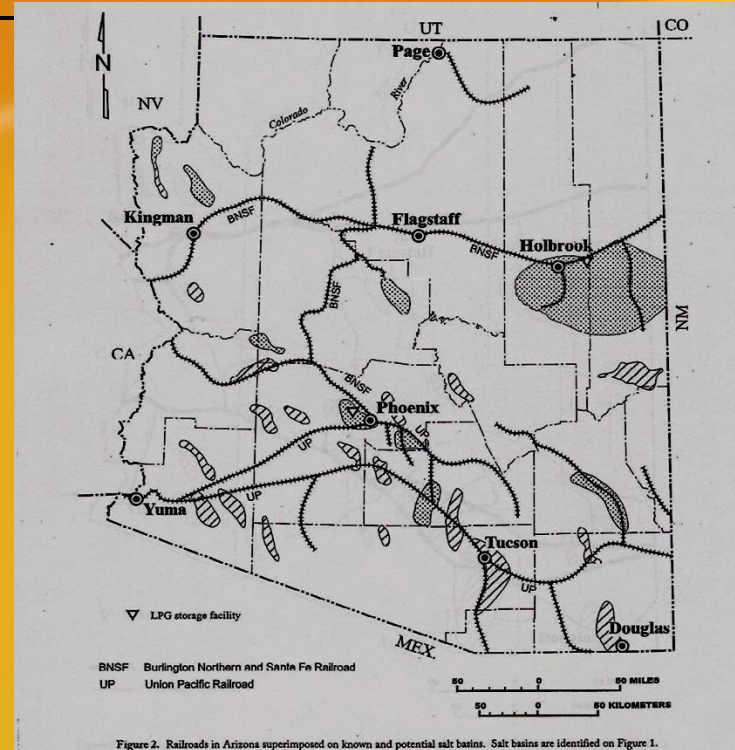 UT
CO
Page
N
NV
River
Colorado
Kingman
BNSF
Flagstaff
BNSF
Holbrook
BNSF
NM
CA
BNSF
Phoenix
UP
UP
UP
Yuma
Tucson
UP
LPG storage facility
MEX.
Douglas
BNSF Burlington Northern and Sante Fe Railroad
UP Union Pacific Railroad
50 0 50 MILES
50 0 50 KILOMETERS
Figure 2. Railroads in Arizona superimposed on known and potential salt basins. Salt basins are identified on Figure 1.